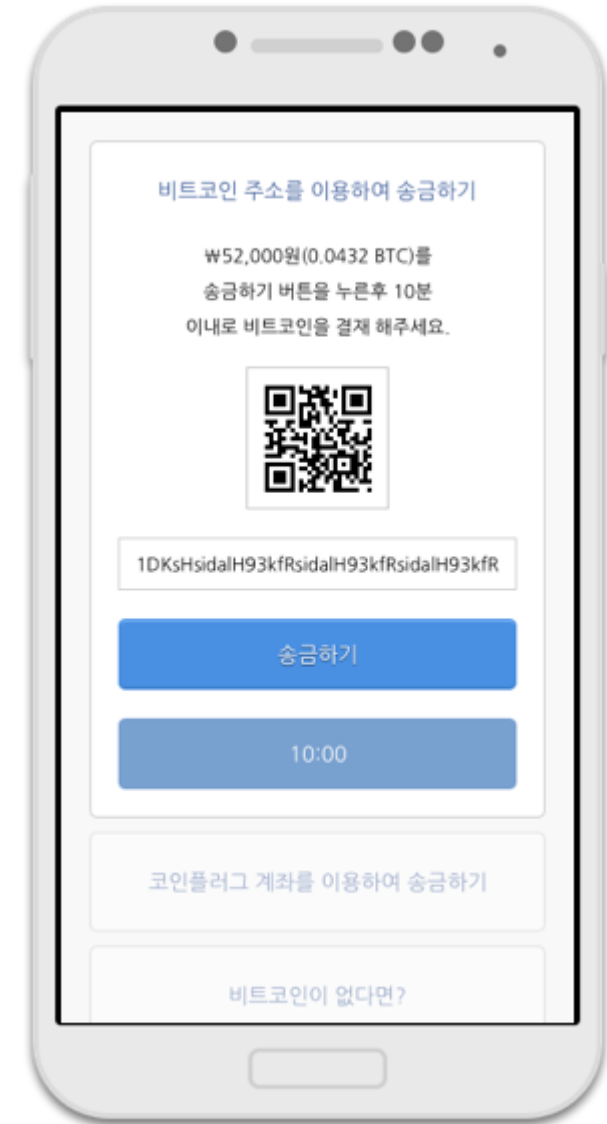 비트코인 주소를 이용하여 송금하기
₩52,000원(0.0432 BTC)를
송금하기 버튼을 누른후 10분
이내로 비트코인을 결재 해주세요.
1DKsHsidalH93kfRsidalH93kfRsidalH93kfR
송금하기
10:00
코인플러그 계좌를 이용하여 송금하기
비트코인이 없다면?